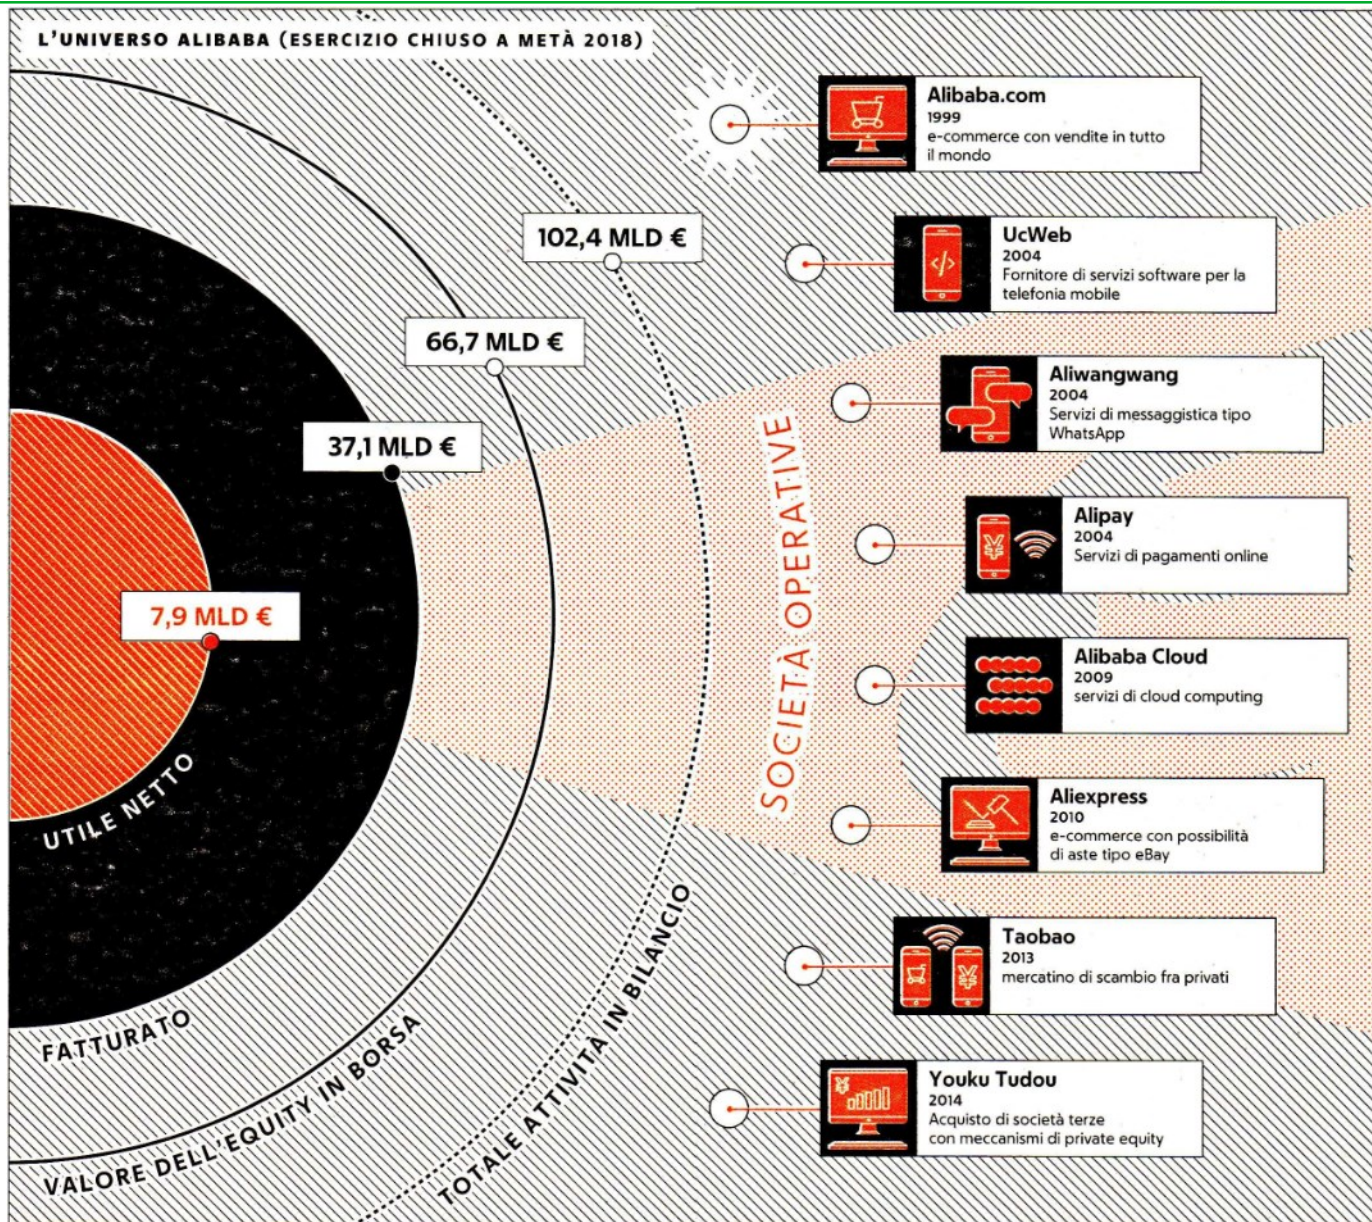 L'UNIVERSO ALIBABA (ESERCIZIO CHIUSO A METÀ 2018)
102,4 MLD €
66,7 MLD €
37,1 MLD €
7,9 MLD €
UTILE NETTO
FATTURATO
VALORE DELL'EQUITY IN BORSA
TOTALE ATTIVITÀ IN BILANCIO
SOCIETÀ OPERATIVE
Alibaba.com
1999
e-commerce con vendite in tutto
il mondo
UcWeb
2004
Fornitore di servizi software per la
telefonia mobile
Aliwangwang
2004
Servizi di messaggistica tipo
WhatsApp
Alipay
2004
Servizi di pagamenti online
Alibaba Cloud
2009
servizi di cloud computing
Aliexpress
2010
e-commerce con possibilità
di aste tipo eBay
Taobao
2013
mercatino di scambio fra privati
Youku Tudou
2014
Acquisto di società terze
con meccanismi di private equity